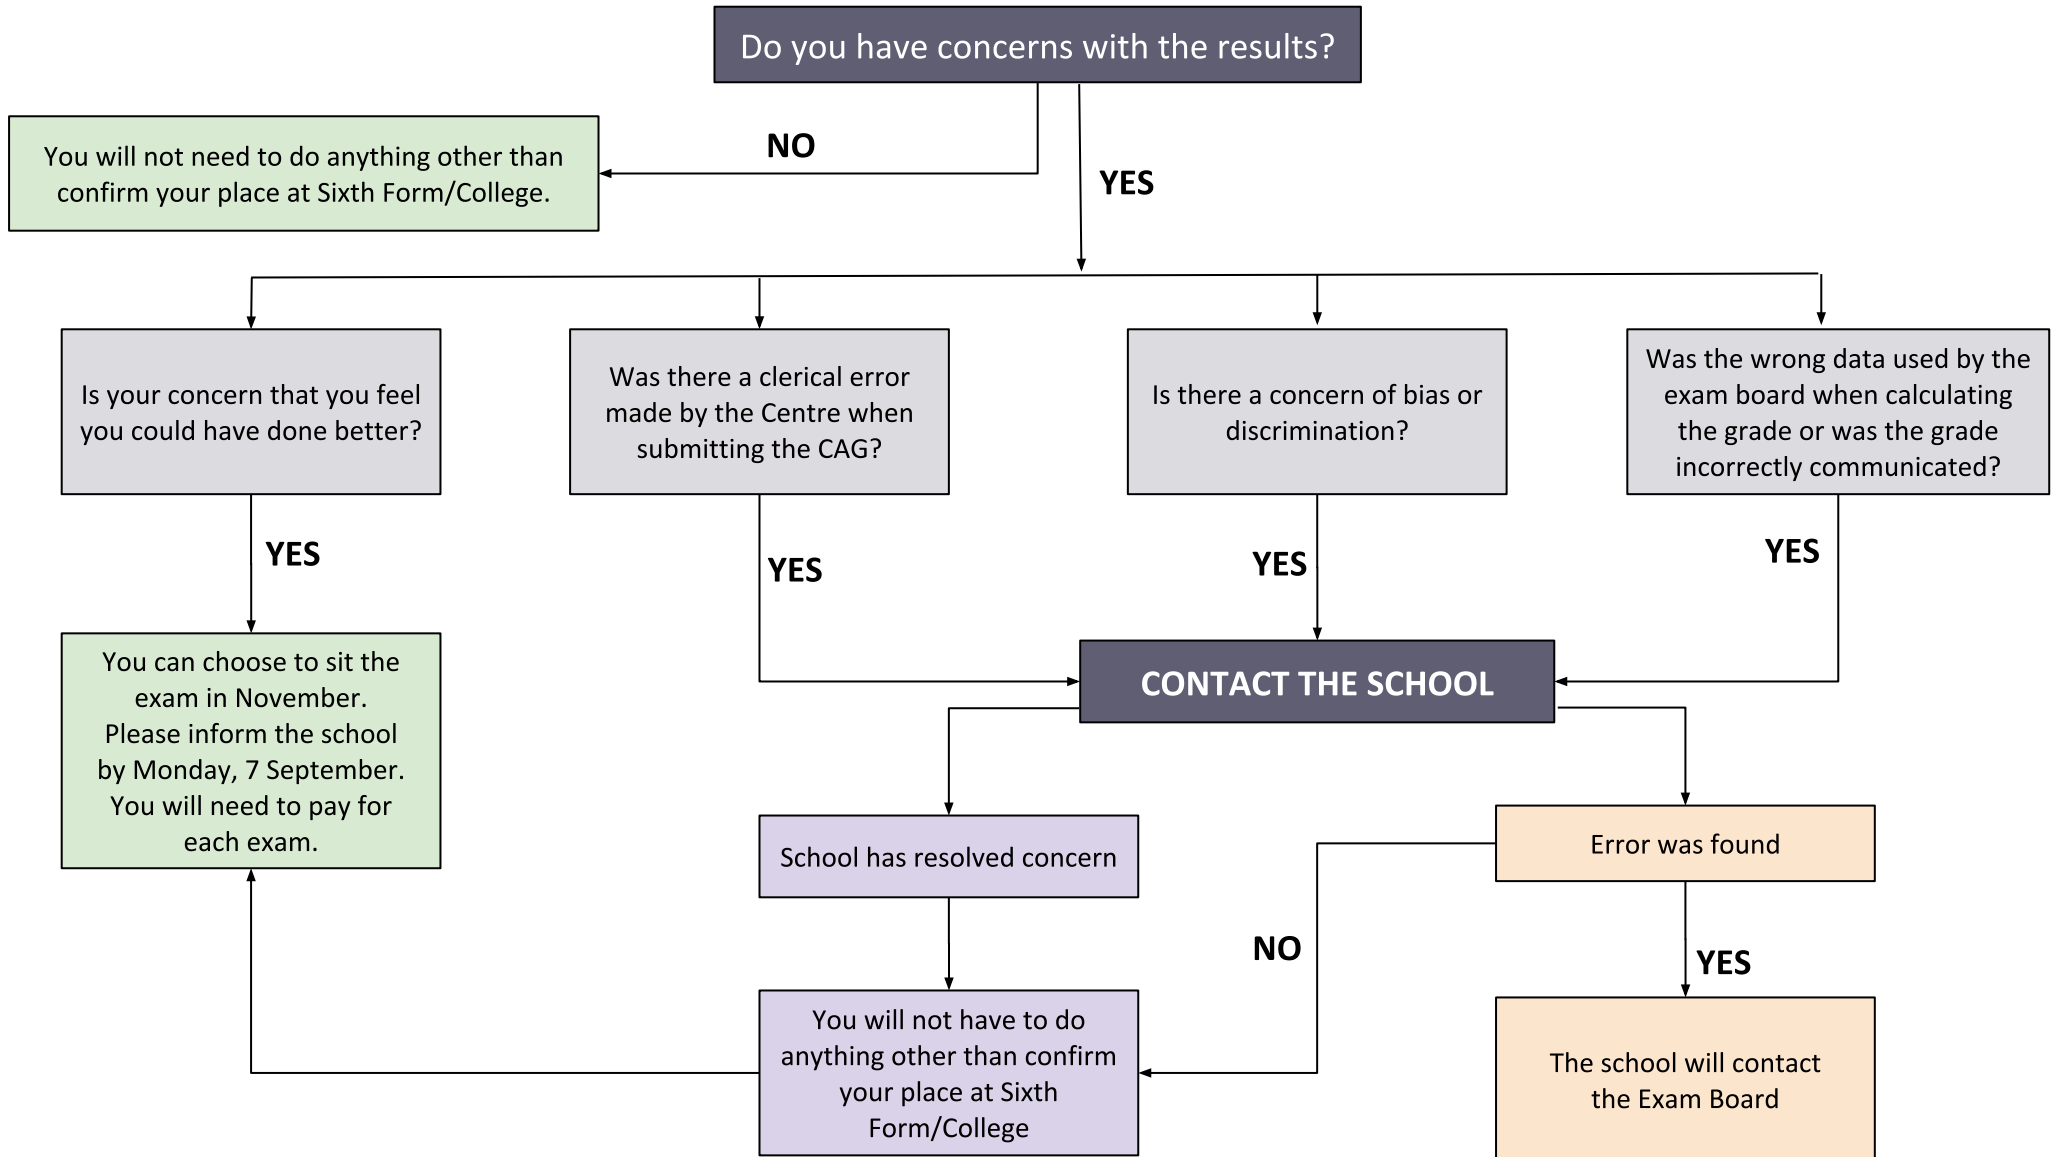 Do you have concerns with the results?
NO
You will not need to do anything other than
confirm your place at Sixth Form/College.
YES
Is your concern that you feel
you could have done better?
Was there a clerical error
made by the Centre when
submitting the CAG?
Is there a concern of bias or
discrimination?
Was the wrong data used by the
exam board when calculating
the grade or was the grade
incorrectly communicated?
YES
YES
YES
YES
You can choose to sit the
exam in November.
Please inform the school
by Monday, 7 September.
You will need to pay for
each exam.
CONTACT THE SCHOOL
School has resolved concern
Error was found
NO
YES
You will not have to do
anything other than confirm
your place at Sixth
Form/College
The school will contact
the Exam Board